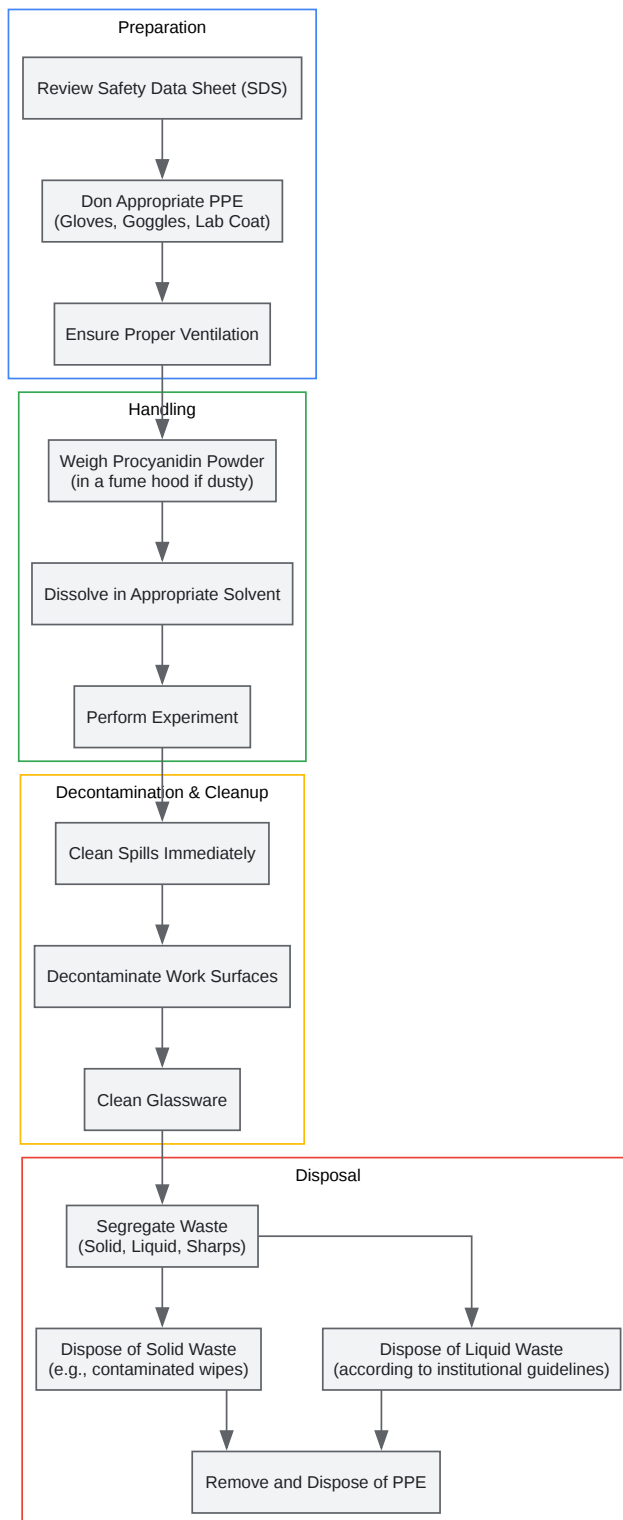 Preparation
Review Safety Data Sheet (SDS)
Don Appropriate PPE
(Gloves, Goggles, Lab Coat)
Ensure Proper Ventilation
Handling
Weigh Procyanidin Powder
(in a fume hood if dusty)
Dissolve in Appropriate Solvent
Perform Experiment
Decontamination & Cleanup
Clean Spills Immediately
Decontaminate Work Surfaces
Clean Glassware
Disposal
Segregate Waste
(Solid, Liquid, Sharps)
Dispose of Solid Waste
(e.g., contaminated wipes)
Dispose of Liquid Waste
(according to institutional guidelines)
Remove and Dispose of PPE